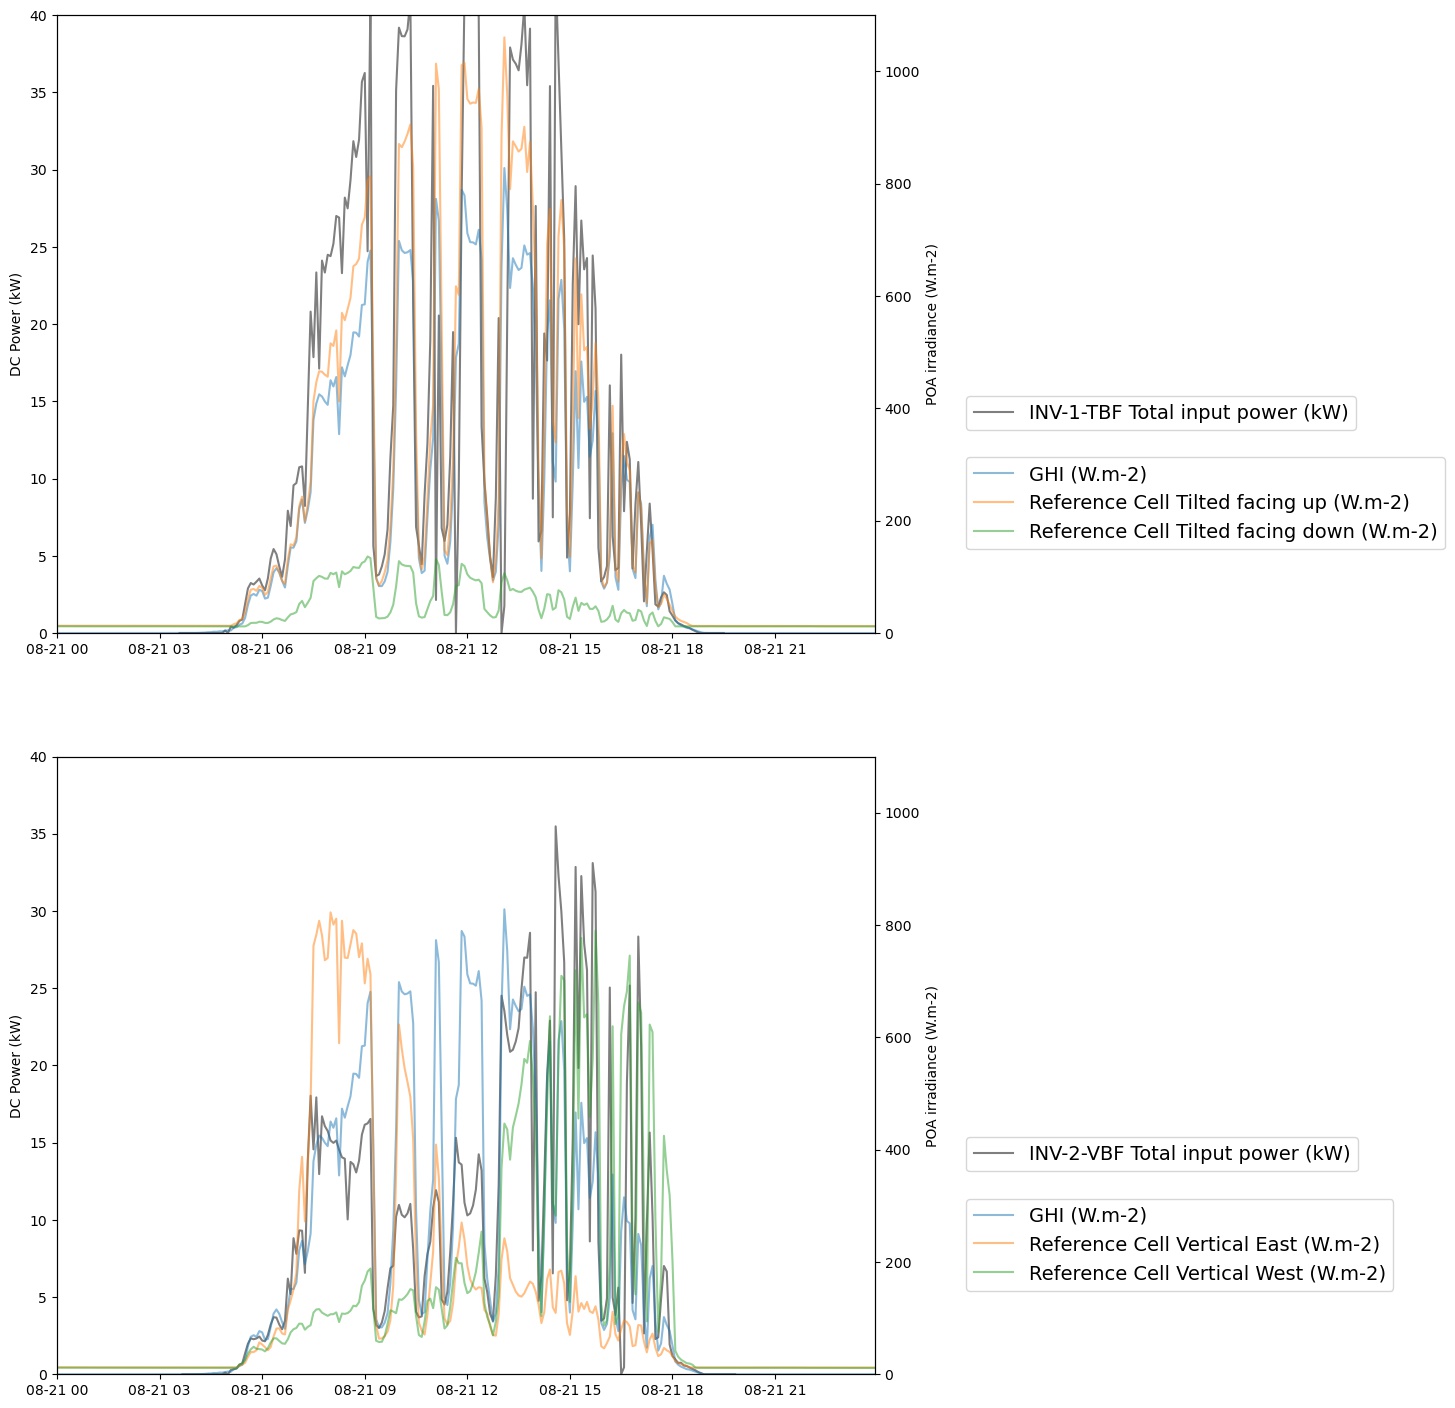 40
35
30
25
20
15
10
5
0
DC Power (kW)
1000
800
600
400
200
0
POA irradiance (W.m-2)
08-21 00 08-21 03 08-21 06 08-21 09 08-21 12 08-21 15 08-21 18 08-21 21
INV-1-TBF Total input power (kW)
GHI (W.m-2)
Reference Cell Tilted facing up (W.m-2)
Reference Cell Tilted facing down (W.m-2)
40
35
30
25
20
15
10
5
0
DC Power (kW)
1000
800
600
400
200
0
POA irradiance (W.m-2)
08-21 00 08-21 03 08-21 06 08-21 09 08-21 12 08-21 15 08-21 18 08-21 21
INV-2-VBF Total input power (kW)
GHI (W.m-2)
Reference Cell Vertical East (W.m-2)
Reference Cell Vertical West (W.m-2)